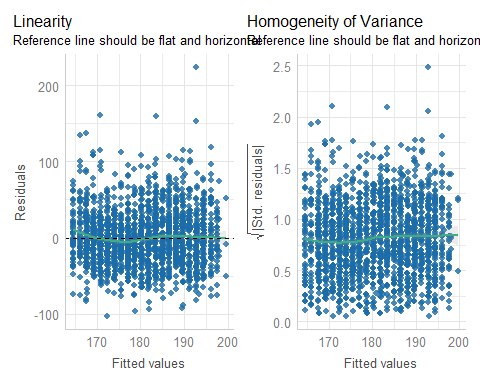 Linearity
Reference line should be flat and horizontal
Residuals
200
100
0
-100
170
180
190
200
Fitted values
Homogeneity of Variance
Reference line should be flat and horizontal
√|Std. residuals|
2.5
2.0
1.5
1.0
0.5
0.0
170
180
190
200
Fitted values